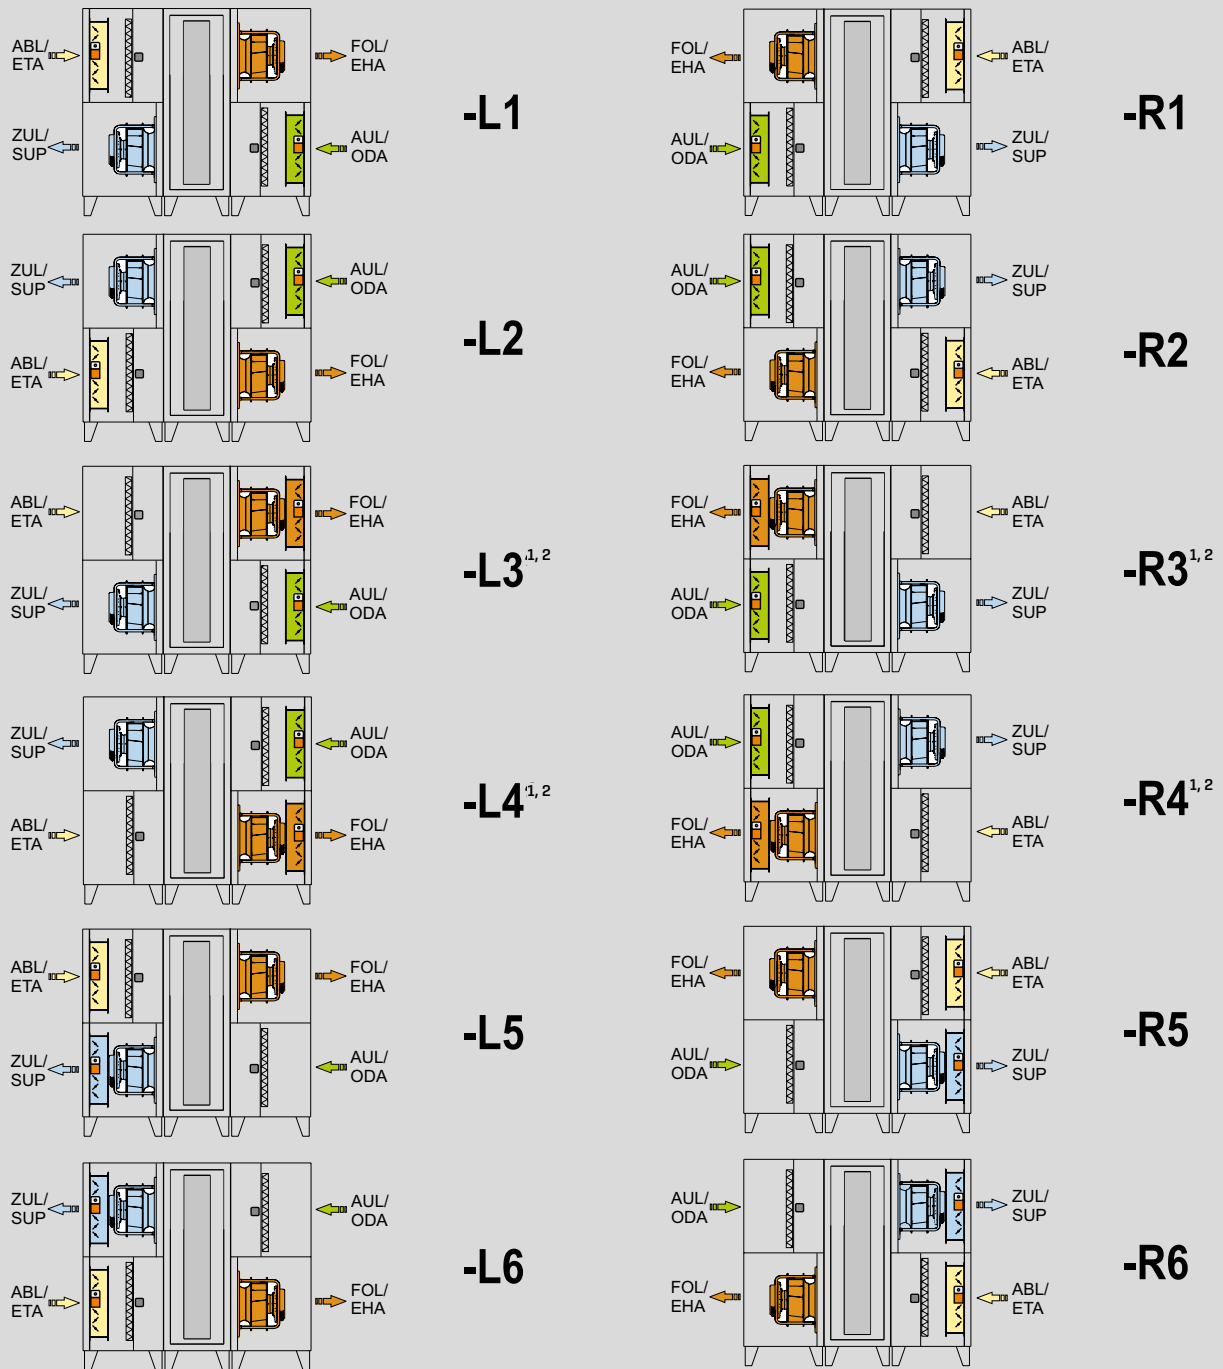 ABL/
ETA
FOL/
EHA
ZUL/
SUP
AUL/
ODA
-L1
FOL/
EHA
ABL/
ETA
AUL/
ODA
ZUL/
SUP
-R1
ZUL/
SUP
AUL/
ODA
ABL/
ETA
FOL/
EHA
-L2
AUL/
ODA
ZUL/
SUP
FOL/
EHA
ABL/
ETA
-R2
ABL/
ETA
FOL/
EHA
ZUL/
SUP
AUL/
ODA
-L3 1, 2
FOL/
EHA
ABL/
ETA
AUL/
ODA
ZUL/
SUP
-R3 1, 2
ZUL/
SUP
AUL/
ODA
ABL/
ETA
FOL/
EHA
-L4 1, 2
AUL/
ODA
ZUL/
SUP
FOL/
EHA
ABL/
ETA
-R4 1, 2
ABL/
ETA
FOL/
EHA
ZUL/
SUP
AUL/
ODA
-L5
FOL/
EHA
ABL/
ETA
AUL/
ODA
ZUL/
SUP
-R5
ZUL/
SUP
AUL/
ODA
ABL/
ETA
FOL/
EHA
-L6
AUL/
ODA
ZUL/
SUP
FOL/
EHA
ABL/
ETA
-R6